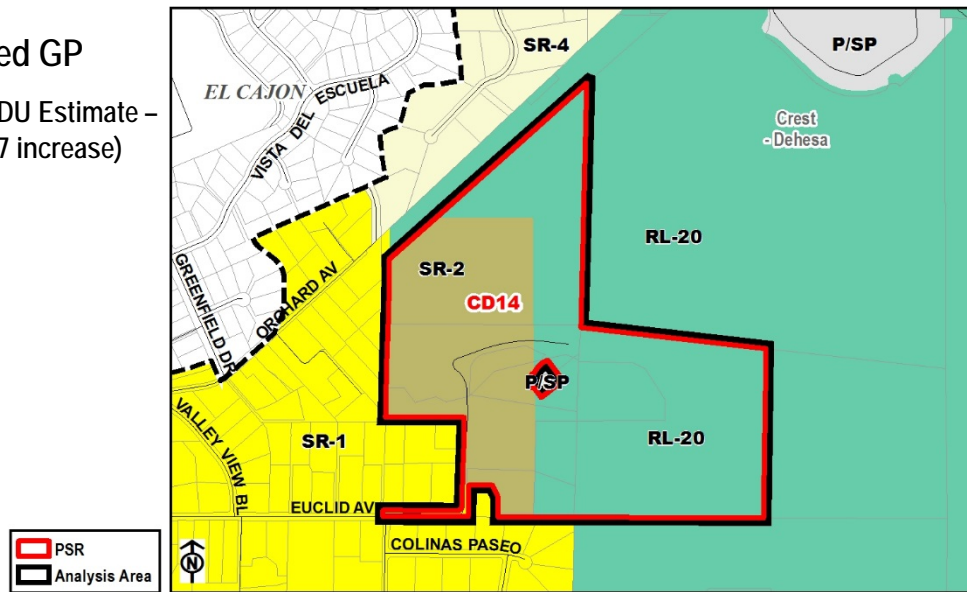 ed GP
DU Estimate –
7 increase)
SR-4
P/SP
EL CAJON
VISTA DEL ESCUELA
Crest
- Dehesa
RL-20
SR-2
CD14
GREENFIELD DR
ORCHARD AV
P/SP
RL-20
SR-1
VALLEY VIEW BL
EUCLID AV
COLINAS PASEO
PSR
Analysis Area
N